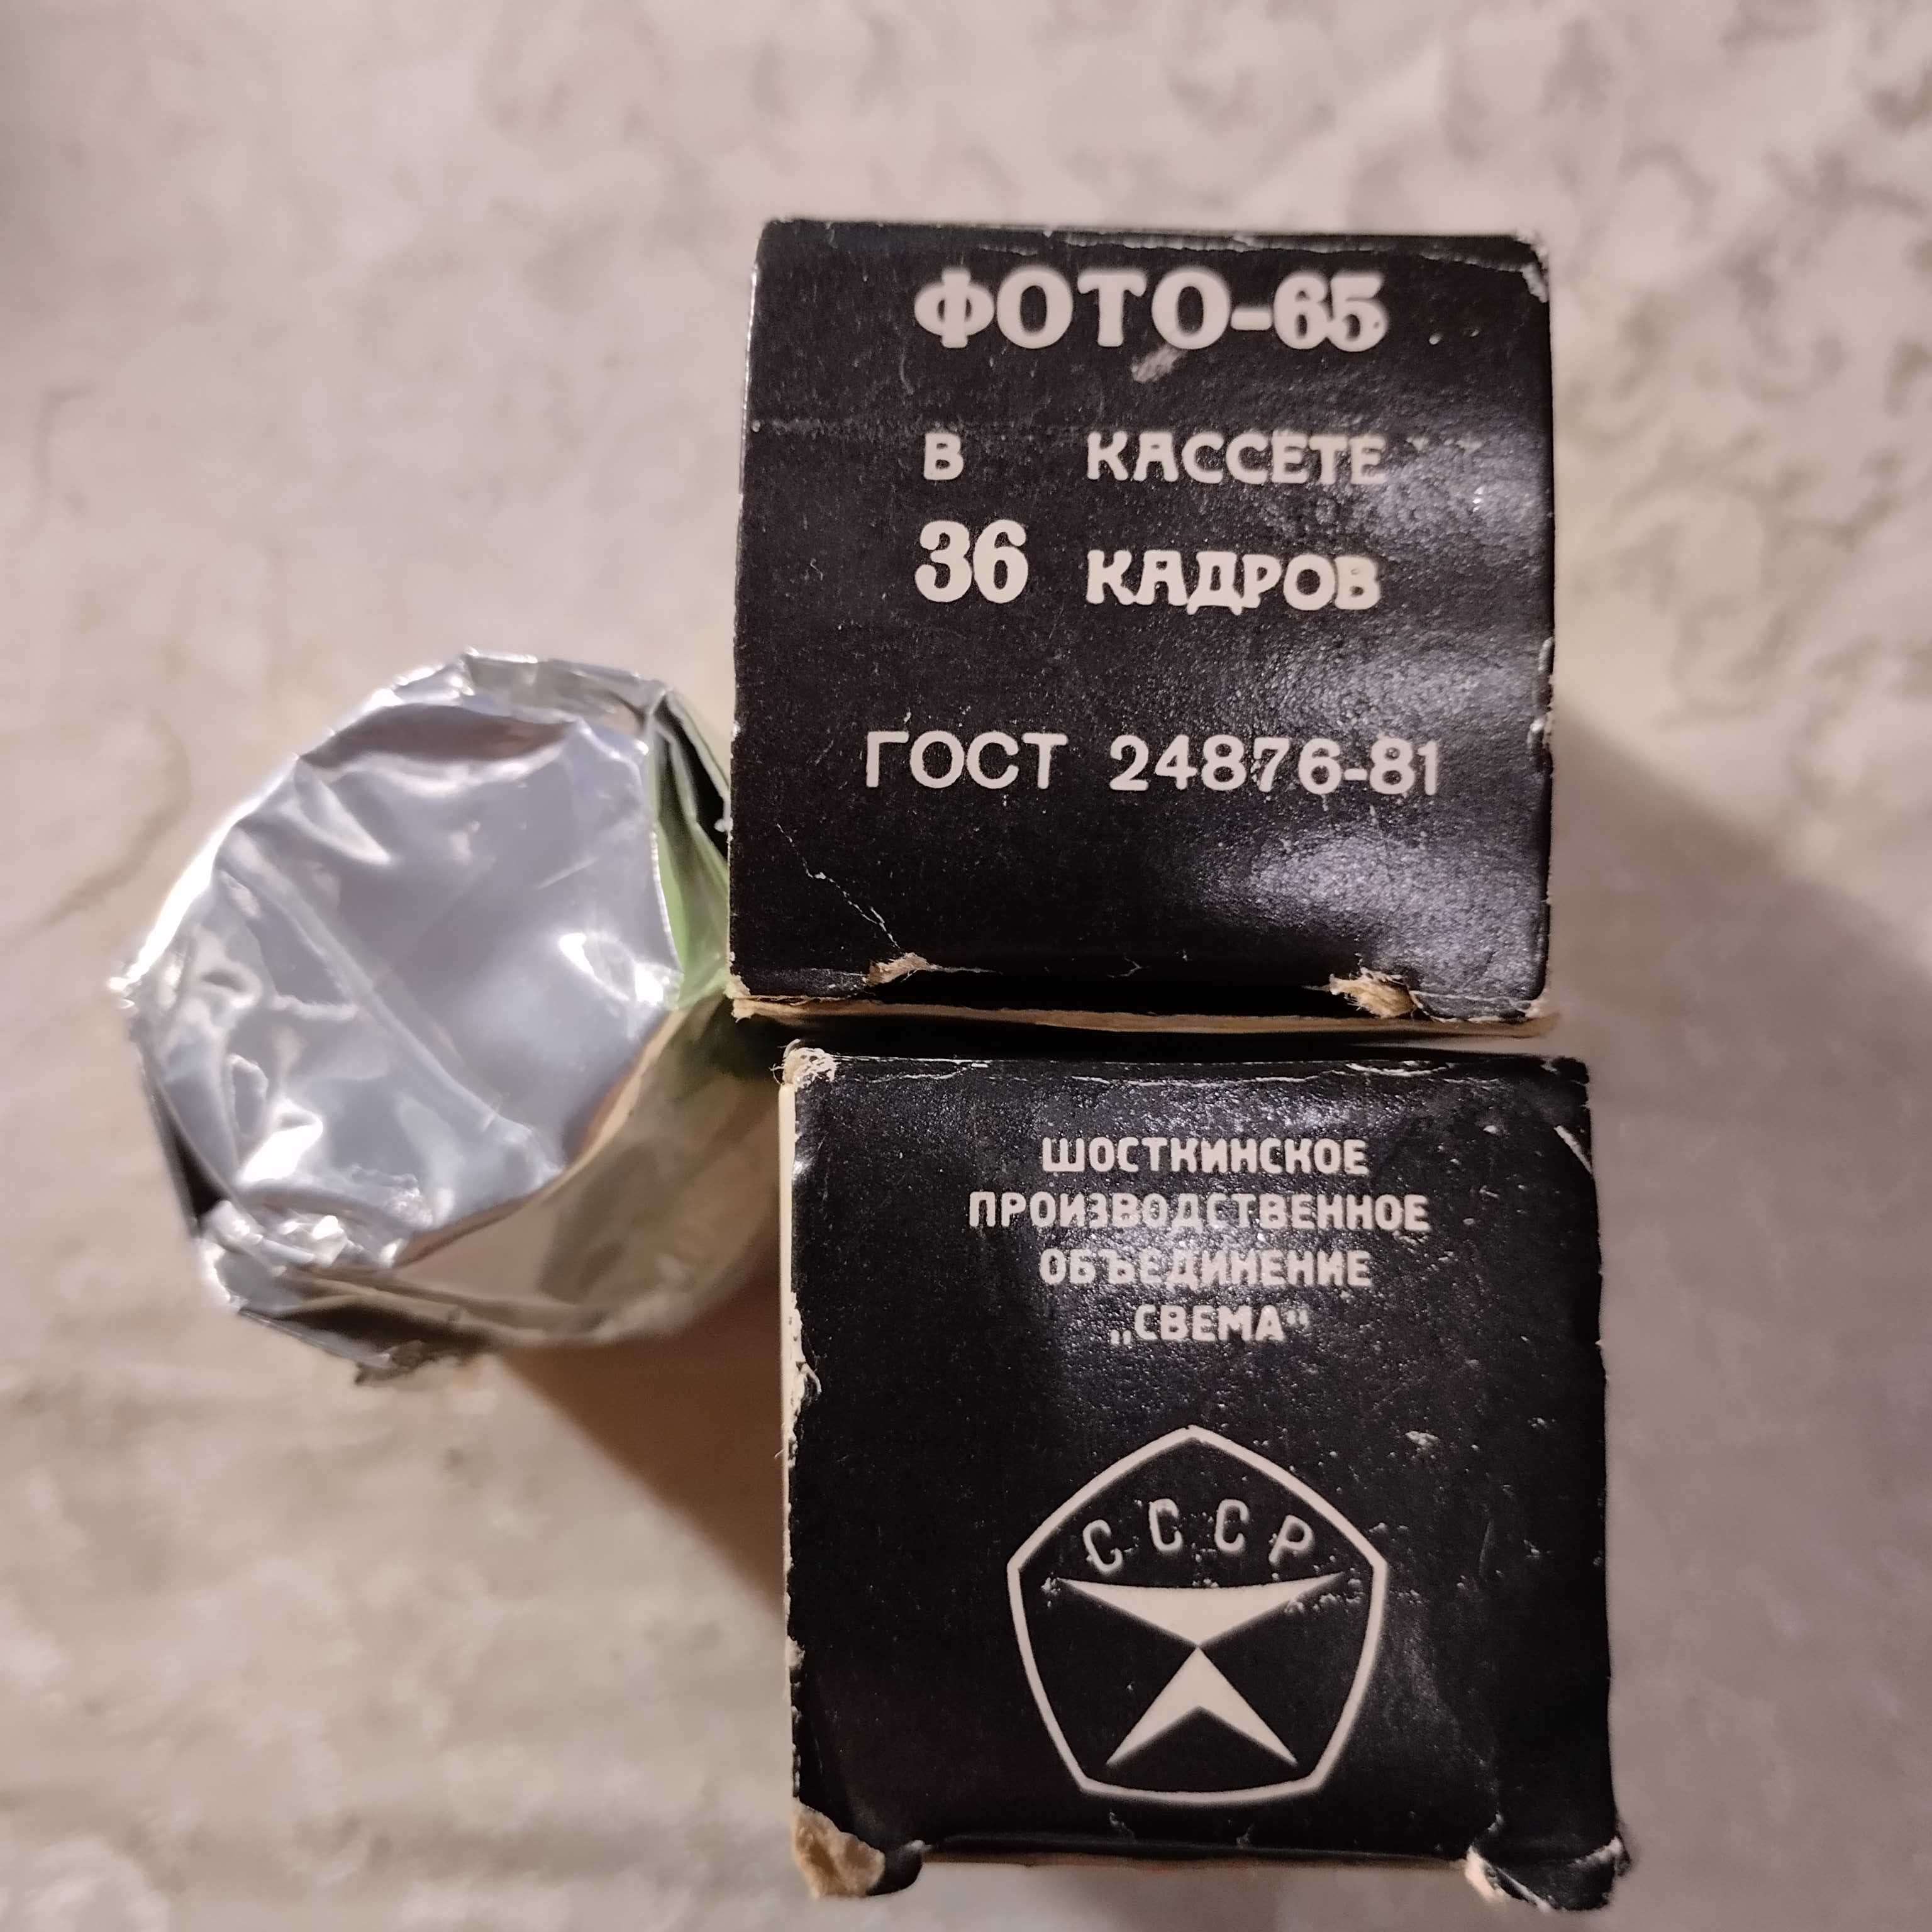 ФОТО-65
В КАССЕТЕ
36 КАДРОВ
ГОСТ 24876-81
ШОСТКИНСКОЕ
ПРОИЗВОДСТВЕННОЕ
ОБЪЕДИНЕНИЕ
„СВЕМА“
СССР